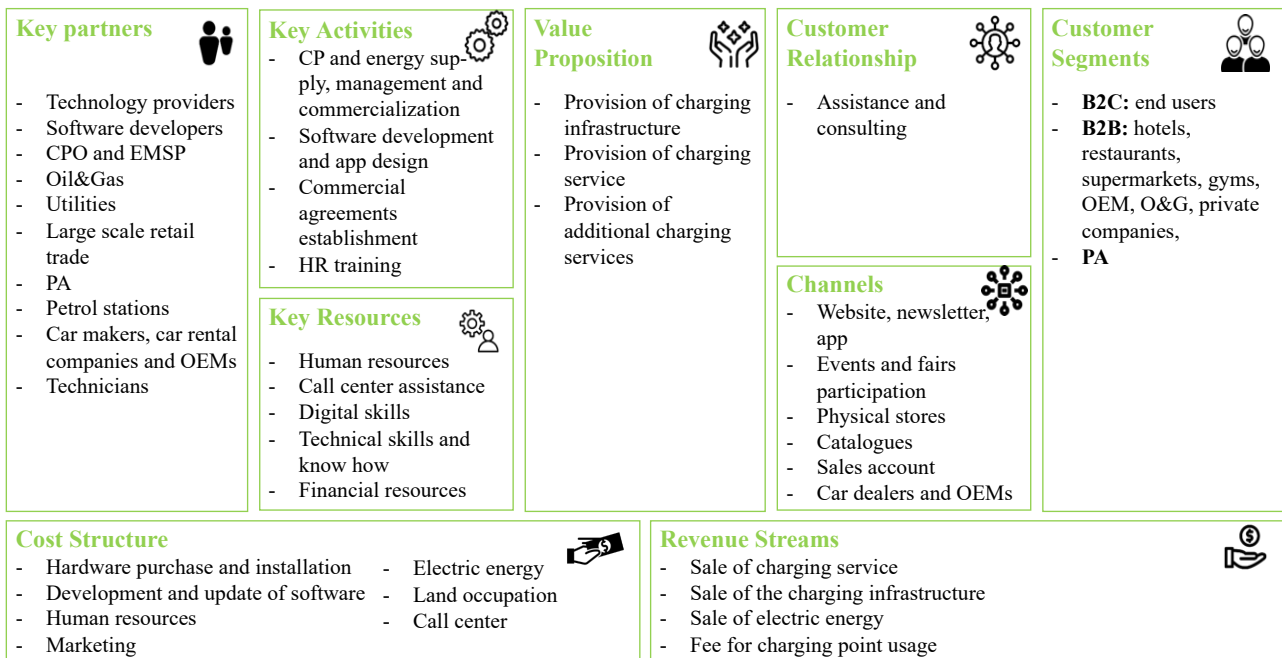 Key partners
- Technology providers
- Software developers
- CPO and EMSP
- Oil&Gas
- Utilities
- Large scale retail
trade
- PA
- Petrol stations
- Car makers, car rental
companies and OEMs
- Technicians
Key Activities
- CP and energy sup-
ply, management and
commercialization
- Software development
and app design
- Commercial
agreements
establishment
- HR training
Key Resources
- Human resources
- Call center assistance
- Digital skills
- Technical skills and
know how
- Financial resources
Value
Proposition
- Provision of charging
infrastructure
- Provision of charging
service
- Provision of
additional charging
services
Customer
Relationship
- Assistance and
consulting
Channels
- Website, newsletter,
app
- Events and fairs
participation
- Physical stores
- Catalogues
- Sales account
- Car dealers and OEMs
Customer
Segments
- B2C: end users
- B2B: hotels,
restaurants,
supermarkets, gyms,
OEM, O&G, private
companies,
- PA
Cost Structure
- Hardware purchase and installation
- Development and update of software
- Human resources
- Marketing
- Electric energy
- Land occupation
- Call center
Revenue Streams
- Sale of charging service
- Sale of the charging infrastructure
- Sale of electric energy
- Fee for charging point usage